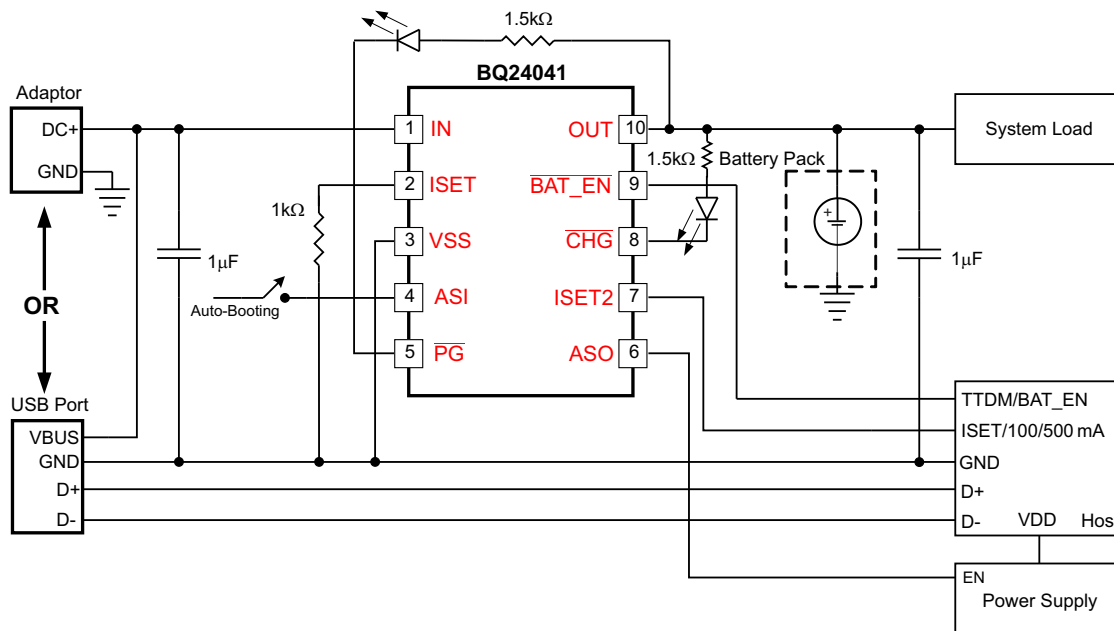 1.5kΩ
BQ24041
Adaptor
DC+
GND
OR
USB Port
VBUS
GND
D+
D-
1μF
1kΩ
Auto-Booting
1 IN
2 ISET
3 VSS
4 ASI
5 PG
OUT 10
BAT_EN 9
CHG 8
ISET2 7
ASO 6
1.5kΩ
Battery Pack
+
1μF
System Load
TTDM/BAT_EN
ISET/100/500 mA
GND
D+
D-
VDD
Hos
EN
Power Supply